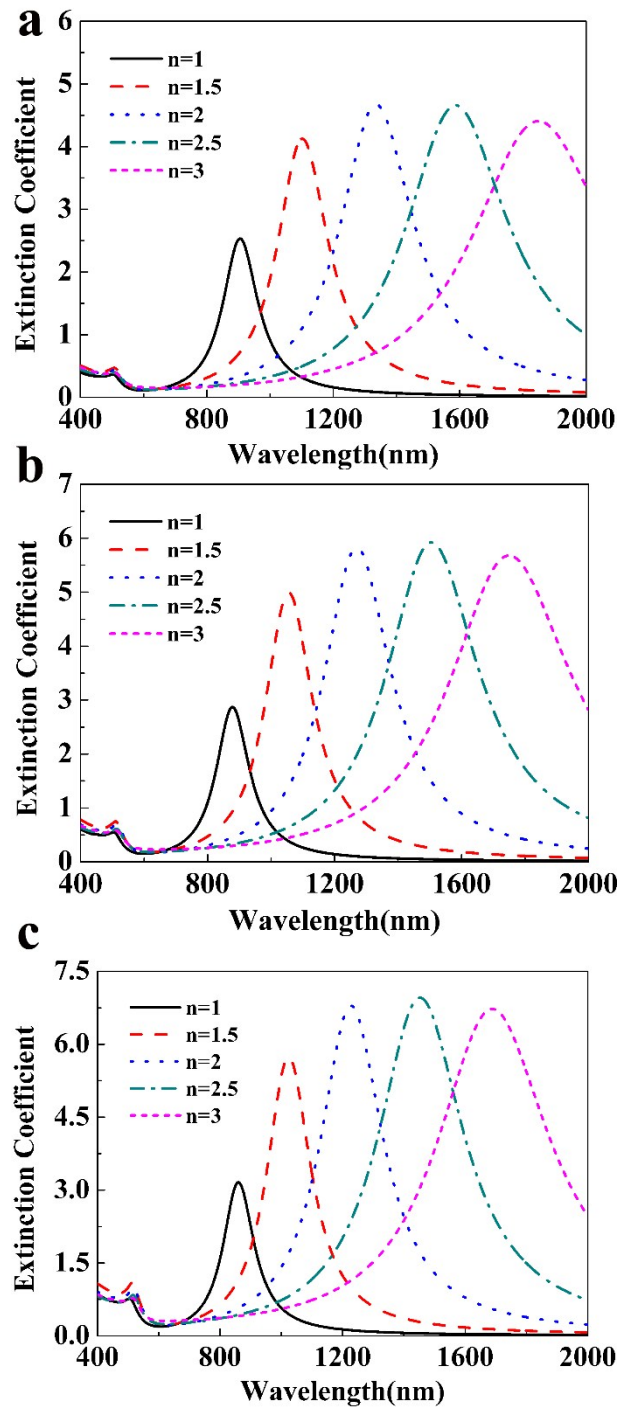 a
6
5
4
3
2
1
0
Extinction Coefficient
n=1
n=1.5
n=2
n=2.5
n=3
400 800 1200 1600 2000
Wavelength(nm)
b
7
6
5
4
3
2
1
0
Extinction Coefficient
n=1
n=1.5
n=2
n=2.5
n=3
400 800 1200 1600 2000
Wavelength(nm)
c
7.5
6.0
4.5
3.0
1.5
0.0
Extinction Coefficient
n=1
n=1.5
n=2
n=2.5
n=3
400 800 1200 1600 2000
Wavelength(nm)